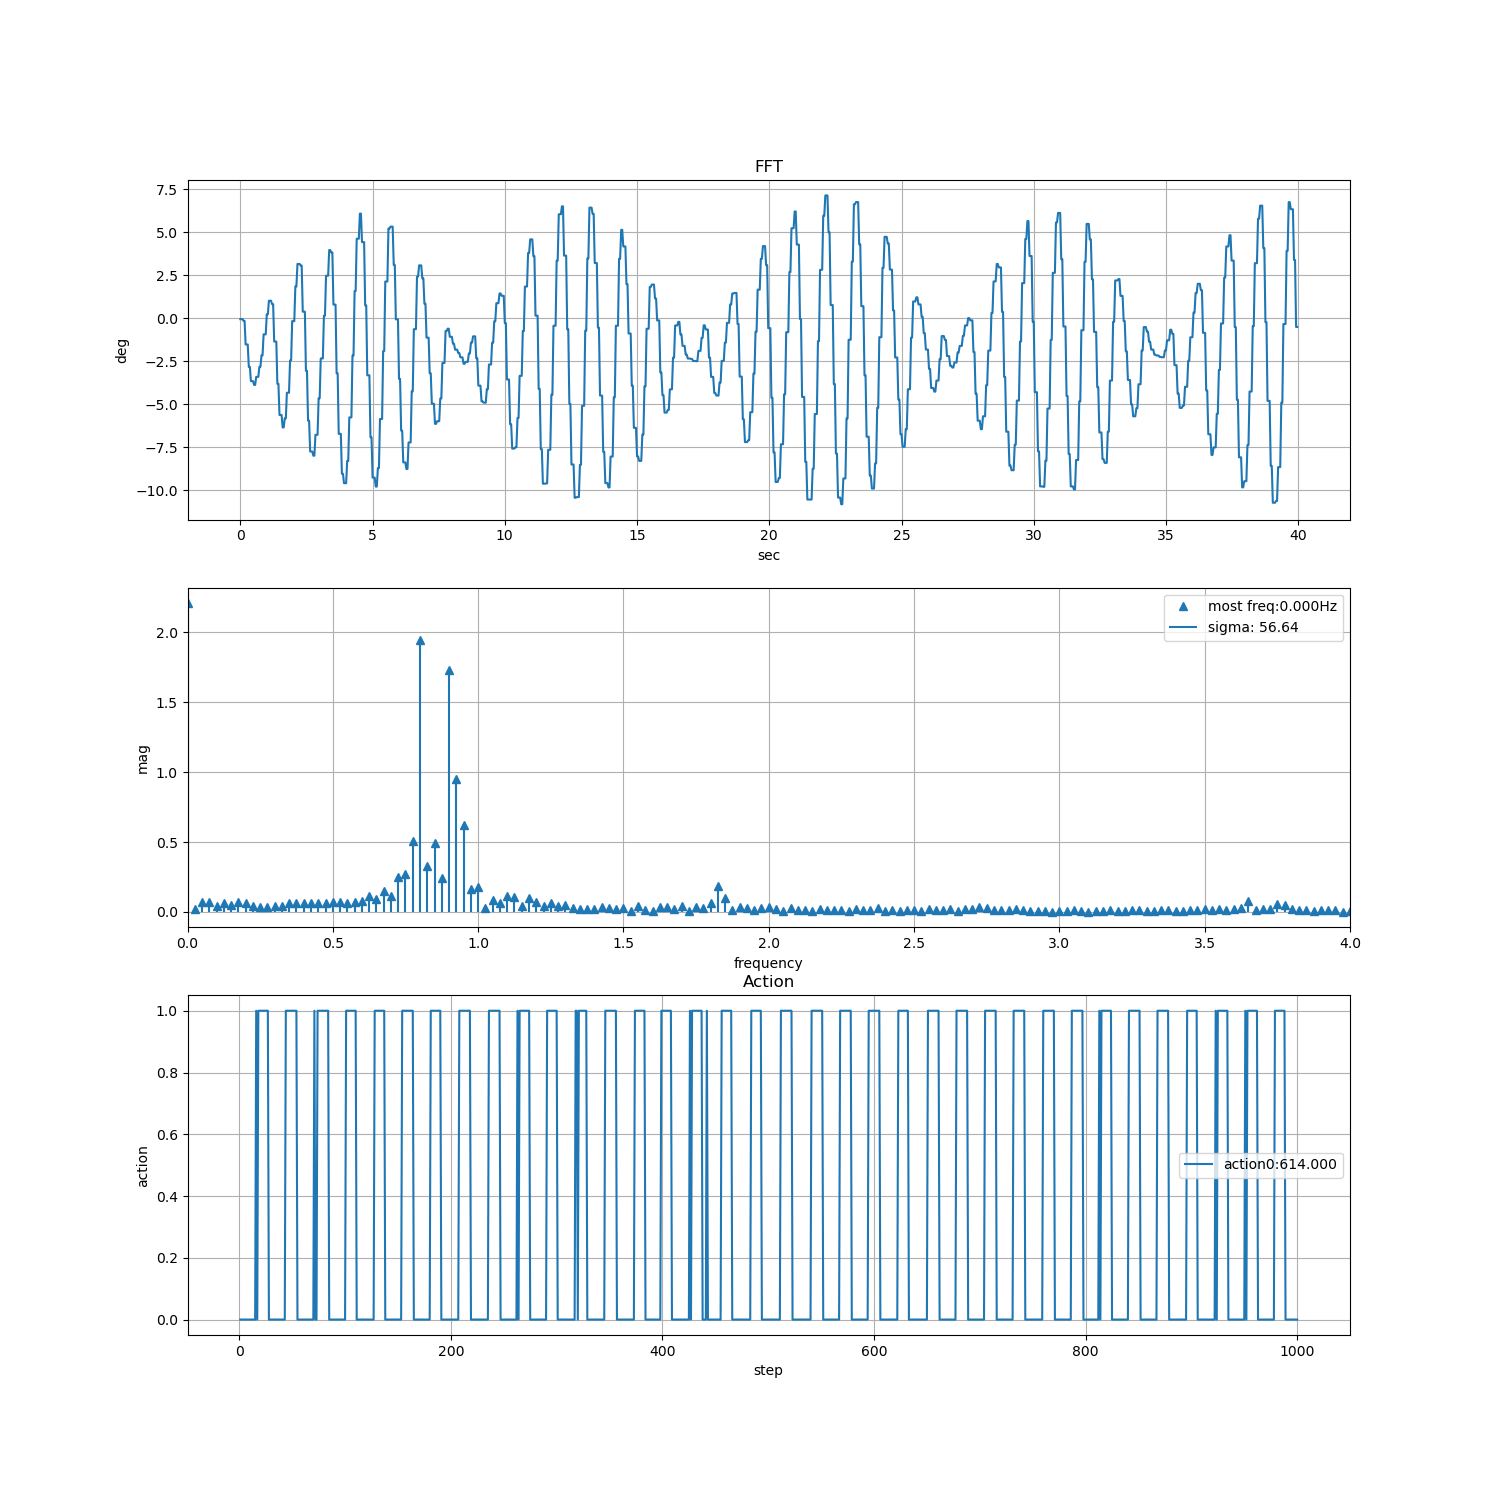 FFT
7.5
5.0
2.5
0.0
−2.5
−5.0
−7.5
−10.0
deg
0 5 10 15 20 25 30 35 40
sec
most freq:0.000Hz
sigma: 56.64
2.0
1.5
1.0
0.5
0.0
mag
0.0 0.5 1.0 1.5 2.0 2.5 3.0 3.5 4.0
frequency
Action
1.0
0.8
0.6
0.4
0.2
0.0
action
action0:614.000
0 200 400 600 800 1000
step